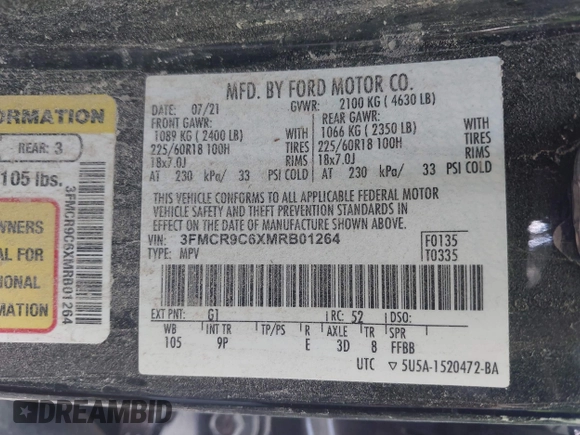 FORMATION
REAR: 3
105 lbs.
WNERS
AL FOR
IONAL
ION
3FMCR9C6XMRB01264
MFD. BY FORD MOTOR CO.
DATE: 07/21 GVWR: 2100 KG ( 4630 LB)
FRONT GAWR: REAR GAWR:
1089 KG ( 2400 LB) WITH 1066 KG ( 2350 LB) WITH
225/60R18 100H TIRES 225/60R18 100H TIRES
18x7.0J RIMS 18x7.0J RIMS
AT 230 kPa/ 33 PSI COLD AT 230 kPa/ 33 PSI COLD
THIS VEHICLE CONFORMS TO ALL APPLICABLE FEDERAL MOTOR
VEHICLE SAFETY AND THEFT PREVENTION STANDARDS IN
EFFECT ON THE DATE OF MANUFACTURE SHOWN ABOVE.
VIN: 3FMCR9C6XMRB01264 F0135
TYPE: MPV T0335
EXT PNT: G1 RC: 52 DSO:
WB INT TR TP/PS R AXLE TR SPR
105 9P E 3D 8 FFBB
UTC ▽5U5A-1520472-BA
DREAMBID